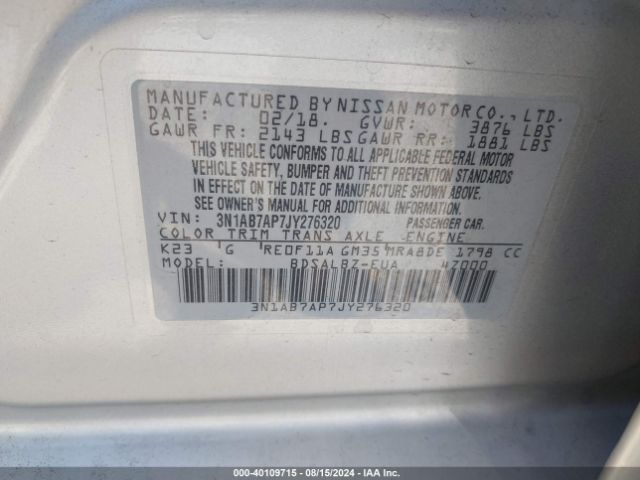 MANUFACTURED BY NISSAN MOTOR CO., LTD.
DATE: 02/18. GVWR: 3876 LBS
GAWR FR: 2143 LBS GAWR RR: 1881 LBS
THIS VEHICLE CONFORMS TO ALL APPLICABLE FEDERAL MOTOR
VEHICLE SAFETY, BUMPER AND THEFT PREVENTION STANDARDS
IN EFFECT ON THE DATE OF MANUFACTURE SHOWN ABOVE.
SEE OWNER'S MANUAL FOR ADDITIONAL INFORMATION.
VIN: 3N1AB7AP7JY276320 PASSENGER CAR.
COLOR TRIM TRANS AXLE ENGINE
K23 G RE0F11A GM35 MRA8DE 1798 CC
MODEL: BDSALBZ-EUA 47000
3N1AB7AP7JY276320
000-40109715 - 08/15/2024 - IAA Inc.